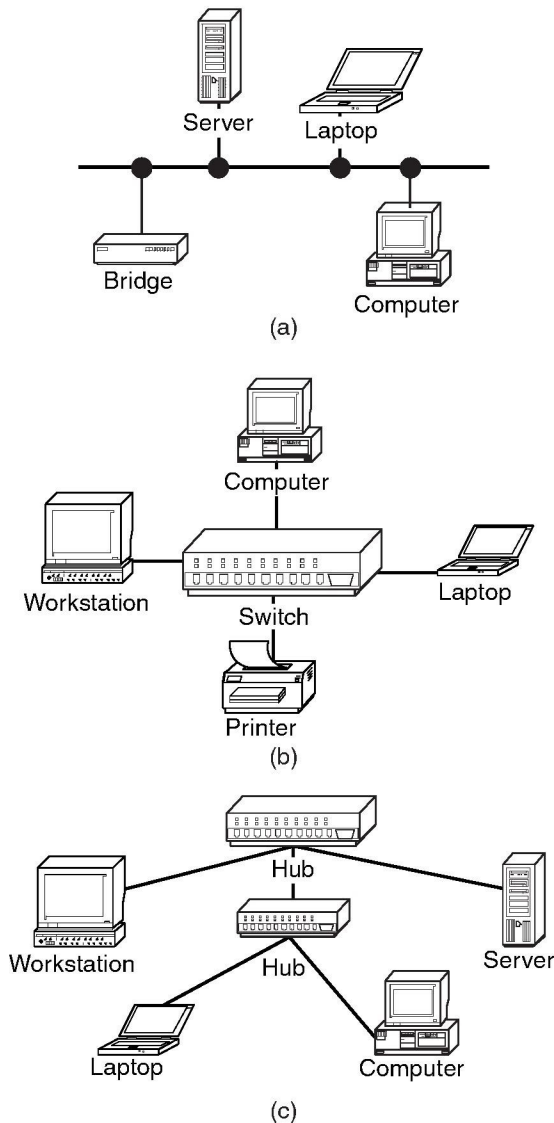 Server
Laptop
Bridge
Computer
(a)
Computer
Workstation
Laptop
Switch
Printer
(b)
Hub
Workstation
Server
Hub
Laptop
Computer
(c)